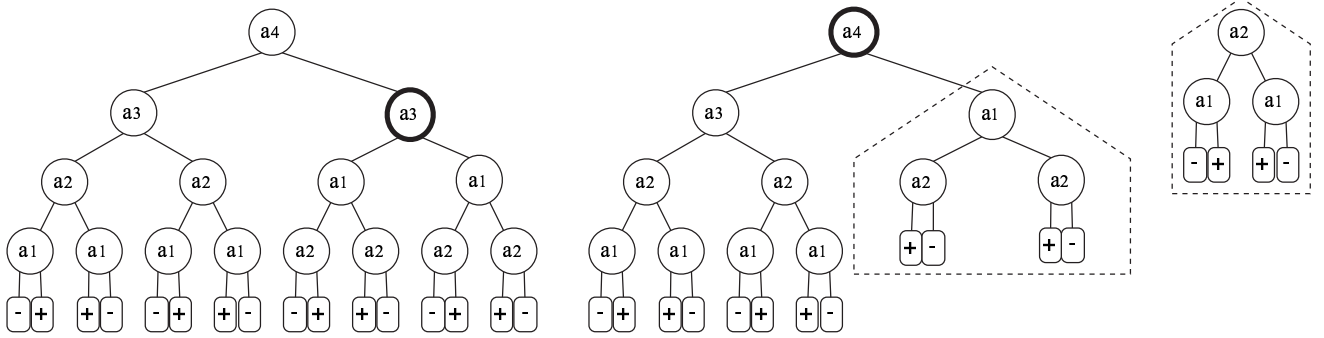 a4 a4 a2
a3 a3 a3 a1 a1 a1
- + + -
a2 a2 a1 a1 a2 a2 a2 a2
+ - + -
a1 a1 a1 a1 a2 a2 a2 a2 a1 a1 a1 a1
- + + - - + + - - + + - - + + - - + + - - + + -